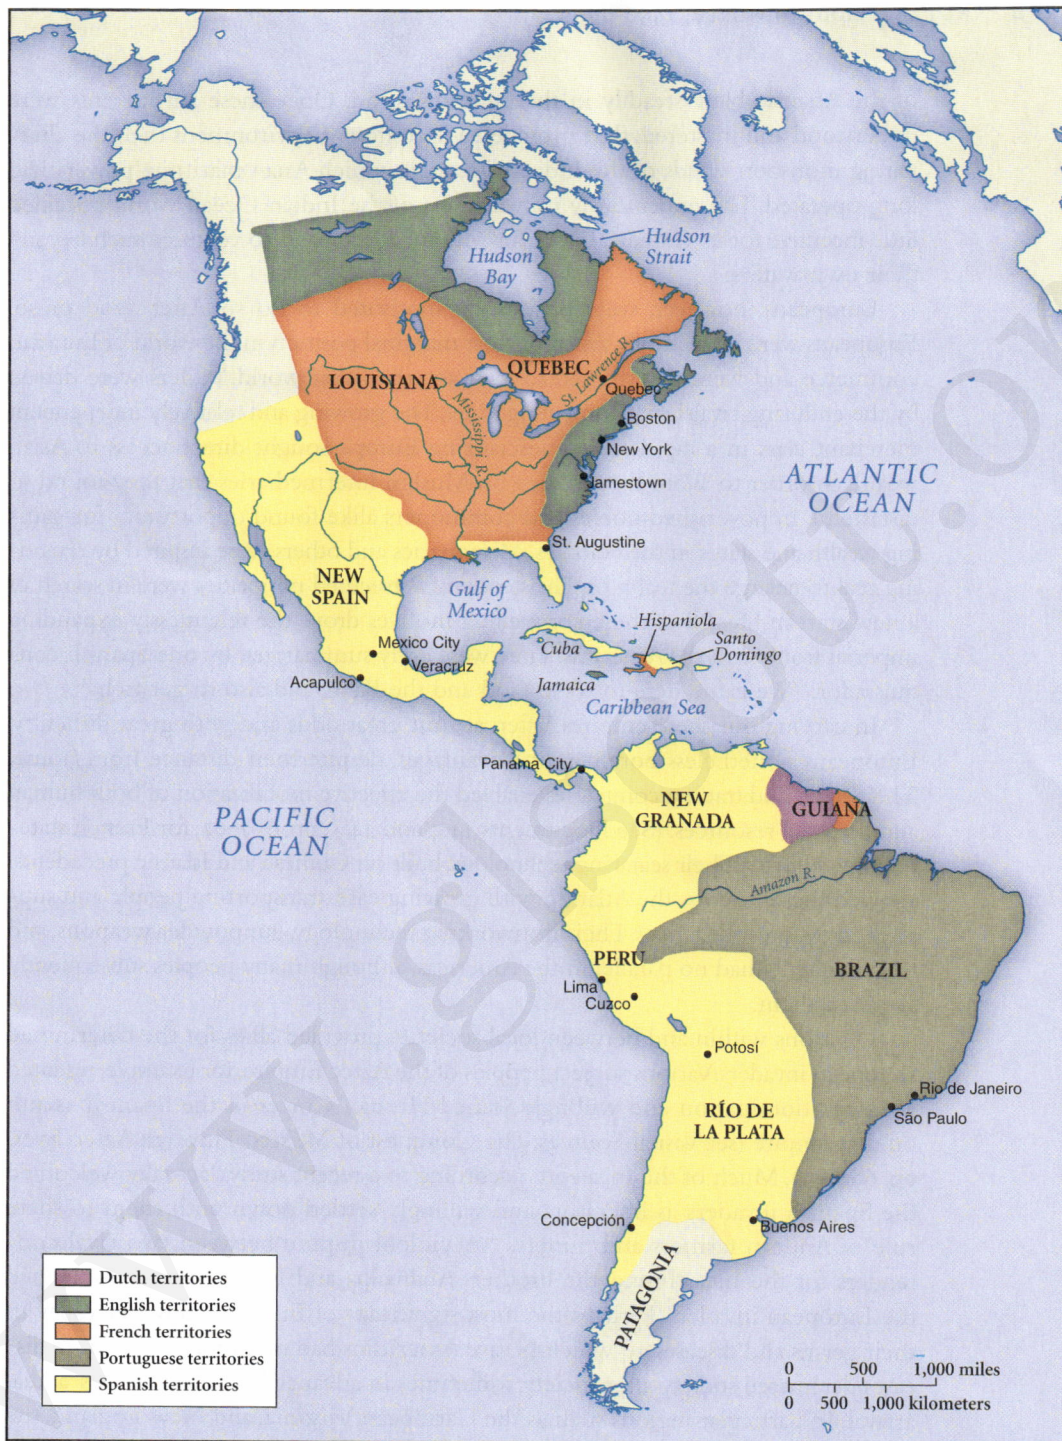 Hudson
Strait
Hudson
Bay
QUEBEC
St. Lawrence R.
LOUISIANA
Quebec
Mississippi R.
Boston
New York
ATLANTIC
OCEAN
Jamestown
St. Augustine
NEW
SPAIN
Gulf of
Mexico
Hispaniola
Santo
Domingo
Cuba
Mexico City
Veracruz
Acapulco
Jamaica
Caribbean Sea
Panama City
NEW
GRANADA
GUIANA
PACIFIC
OCEAN
Amazon R.
PERU
BRAZIL
Lima
Cuzco
Potosí
Rio de Janeiro
São Paulo
RÍO DE
LA PLATA
Concepción
Buenos Aires
PATAGONIA
Dutch territories
English territories
French territories
Portuguese territories
Spanish territories
0 500 1,000 miles
0 500 1,000 kilometers